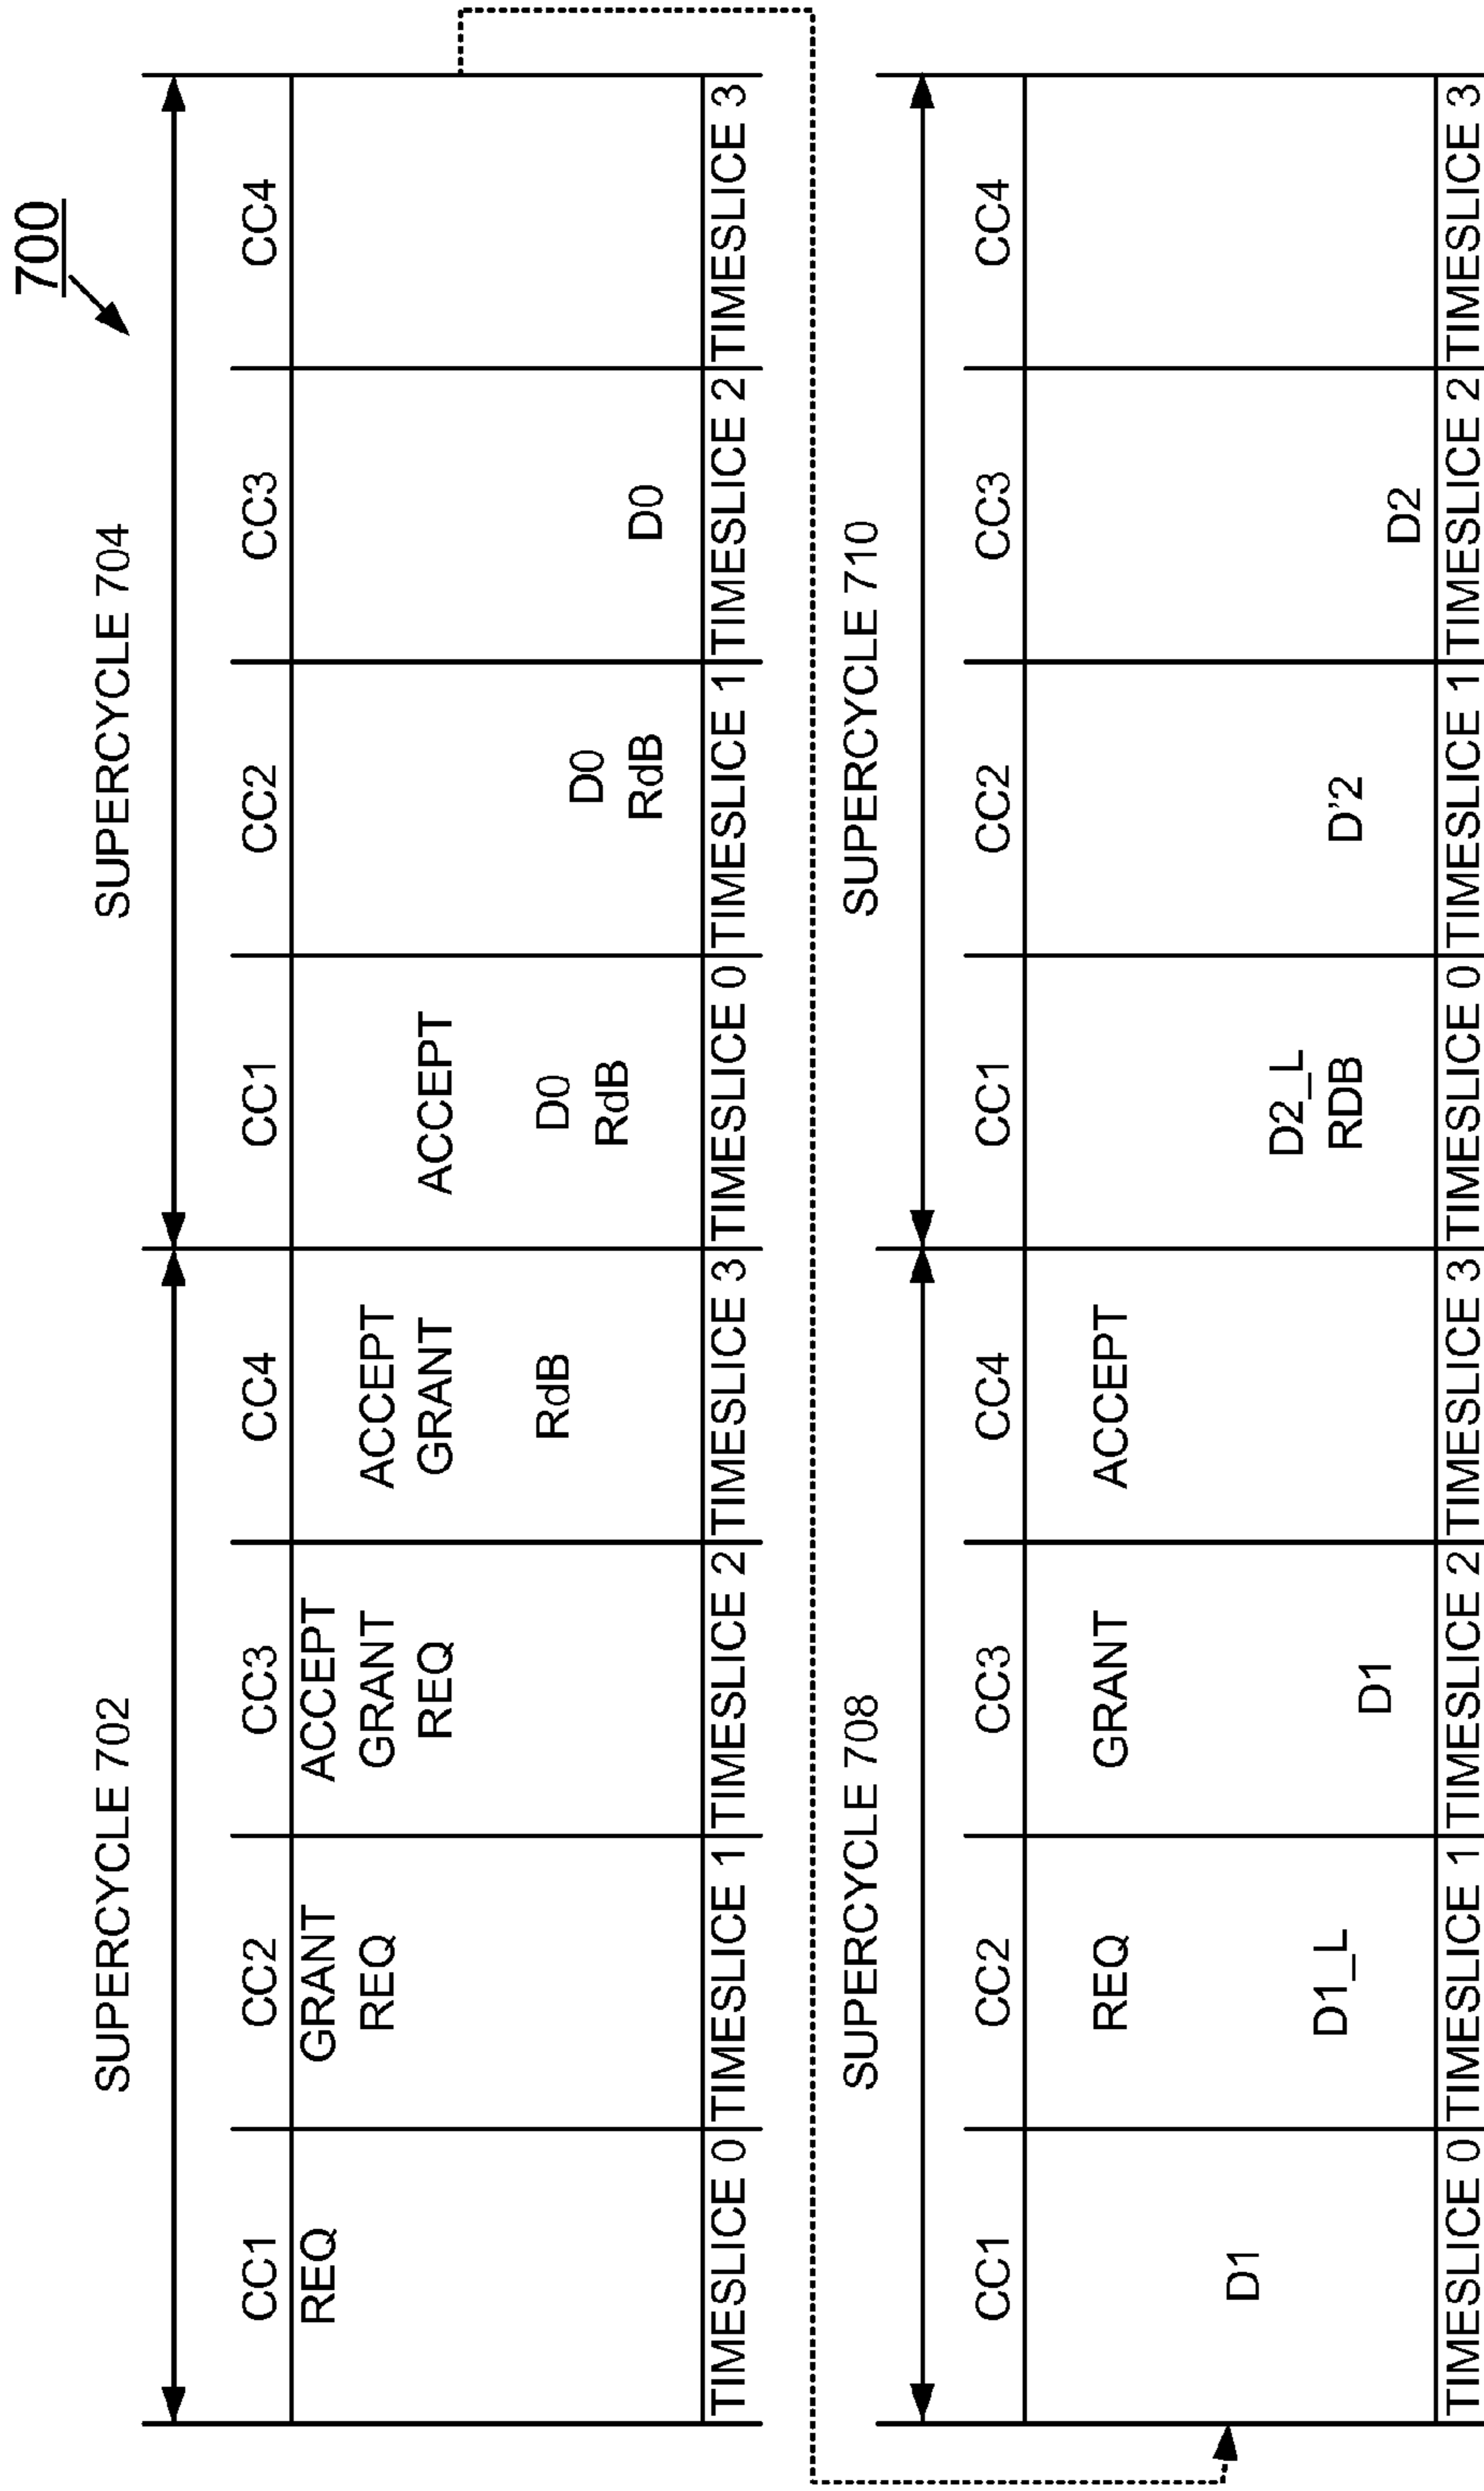 700
SUPERCYCLE 702
SUPERCYCLE 704
CC1 CC2 CC3 CC4 CC1 CC2 CC3 CC4
REQ GRANT ACCEPT
REQ GRANT ACCEPT
REQ GRANT ACCEPT
RdB D0
D0 RdB
RdB D0
TIMESLICE 0 TIMESLICE 1 TIMESLICE 2 TIMESLICE 3 TIMESLICE 0 TIMESLICE 1 TIMESLICE 2 TIMESLICE 3
SUPERCYCLE 708
SUPERCYCLE 710
CC1 CC2 CC3 CC4 CC1 CC2 CC3 CC4
REQ GRANT ACCEPT
D1
D2_L
D1_L RDB D'2
D1 D2
TIMESLICE 0 TIMESLICE 1 TIMESLICE 2 TIMESLICE 3 TIMESLICE 0 TIMESLICE 1 TIMESLICE 2 TIMESLICE 3